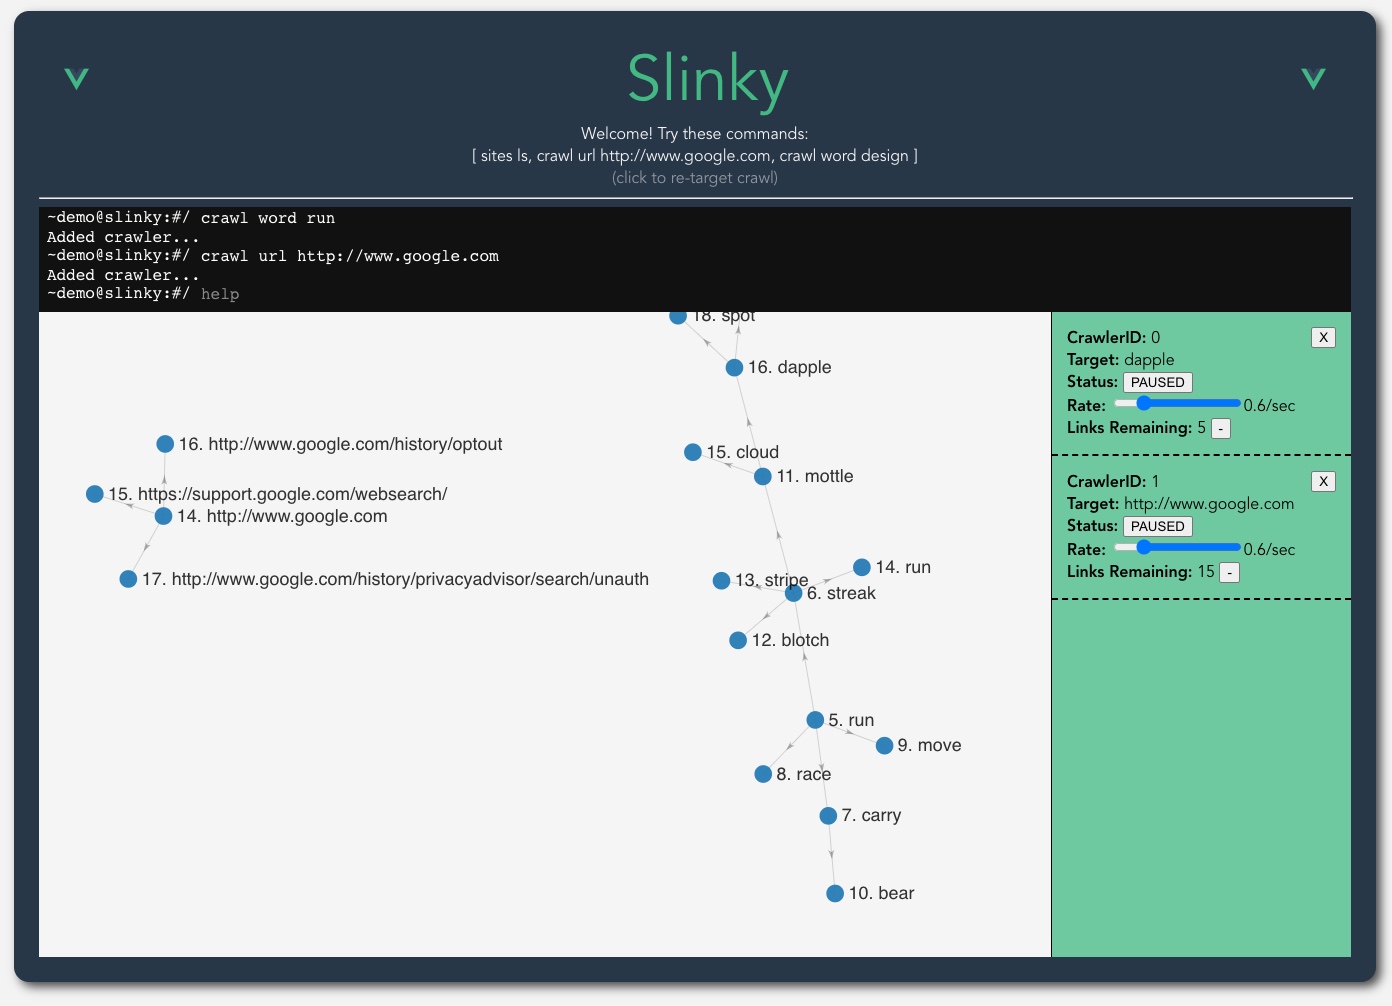 Slinky
Welcome! Try these commands:
[ sites ls, crawl url http://www.google.com, crawl word design ]
(click to re-target crawl)
~demo@slinky:#/ crawl word run
Added crawler...
~demo@slinky:#/ crawl url http://www.google.com
Added crawler...
~demo@slinky:#/ help
18. spot
16. dapple
15. cloud
11. mottle
16. http://www.google.com/history/optout
15. https://support.google.com/websearch/
14. http://www.google.com
17. http://www.google.com/history/privacyadvisor/search/unauth
14. run
13. stripe
6. streak
12. blotch
5. run
9. move
8. race
7. carry
10. bear
CrawlerID: 0 X
Target: dapple
Status: PAUSED
Rate: 0.6/sec
Links Remaining: 5 -
CrawlerID: 1 X
Target: http://www.google.com
Status: PAUSED
Rate: 0.6/sec
Links Remaining: 15 -